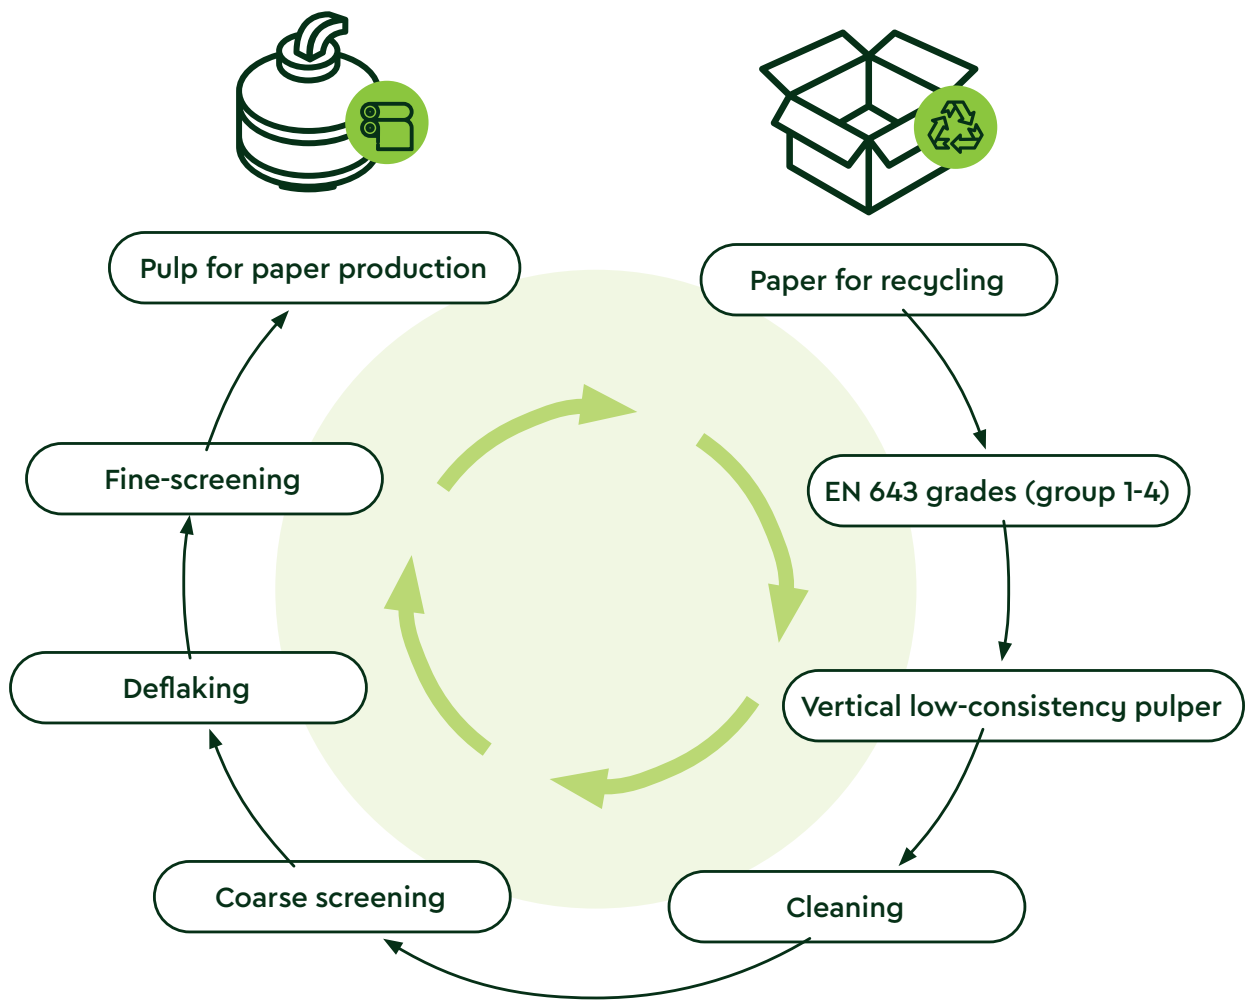 Pulp for paper production
Paper for recycling
Fine-screening
EN 643 grades (group 1-4)
Deflaking
Vertical low-consistency pulper
Coarse screening
Cleaning